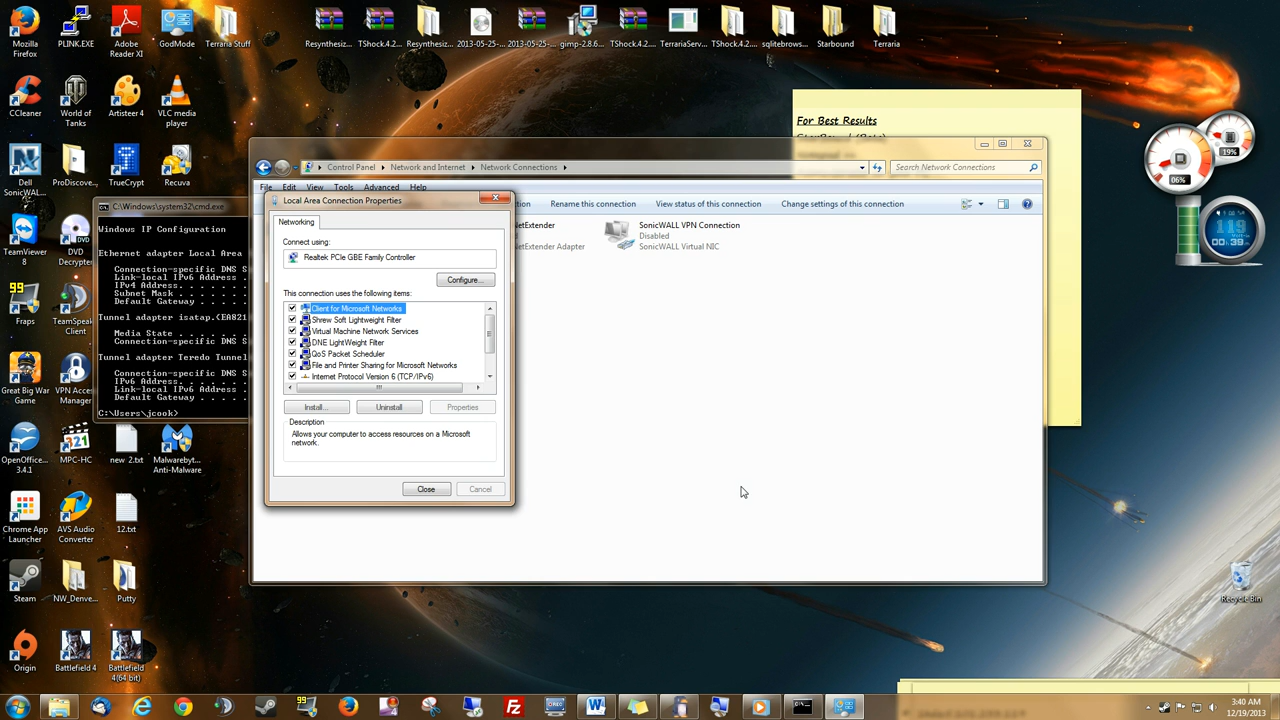 Mozilla Firefox
PLINK.EXE
Adobe Reader XI
GodMode
Terraria Stuff
Resynthesiz...
TShock.4.2....
Resynthesiz...
2013-05-25-...
2013-05-25-...
gimp-2.8.6...
TShock.4.2....
TerrariaServ...
TShock.4.2....
sqlitebrows...
Starbound
Terraria
CCleaner
World of Tanks
Artisteer 4
VLC media player
Dell SonicWAL...
ProDiscove...
TrueCrypt
Recuva
TeamViewer 8
DVD Decrypter
99
Fraps
TeamSpeak Client
Great Big War Game
VPN Access Manager
OpenOffice... 3.4.1
321
MPC-HC
new 2.txt
Malwarebyt... Anti-Malware
Chrome App Launcher
AVS Audio Converter
12.txt
Steam
NW_Denve...
Putty
Origin
Battlefield 4
Battlefield 4(64 bit)
For Best Results
19%
06%
119
00:39
Control Panel
Network and Internet
Network Connections
Search Network Connections
File
Edit
View
Tools
Advanced
Help
Rename this connection
View status of this connection
Change settings of this connection
NetExtender
NetExtender Adapter
SonicWALL VPN Connection
Disabled
SonicWALL Virtual NIC
C:\Windows\system32\cmd.exe
Windows IP Configuration
Ethernet adapter Local Area
Connection-specific DNS S
Link-local IPv6 Address .
IPv4 Address. . . . . .
Subnet Mask . . . . . .
Default Gateway . . . .
Tunnel adapter isatap.{EA821
Media State . . . . . .
Connection-specific DNS S
Tunnel adapter Teredo Tunnel
Connection-specific DNS S
IPv6 Address. . . . . .
Link-local IPv6 Address .
Default Gateway . . . .
C:\Users\jcook>
Local Area Connection Properties
Networking
Connect using:
Realtek PCIe GBE Family Controller
Configure...
This connection uses the following items:
Client for Microsoft Networks
Shrew Soft Lightweight Filter
Virtual Machine Network Services
DNE LightWeight Filter
QoS Packet Scheduler
File and Printer Sharing for Microsoft Networks
Internet Protocol Version 6 (TCP/IPv6)
Install...
Uninstall
Properties
Description
Allows your computer to access resources on a Microsoft
network.
Close
Cancel
Recycle Bin
3:40 AM
12/19/2013